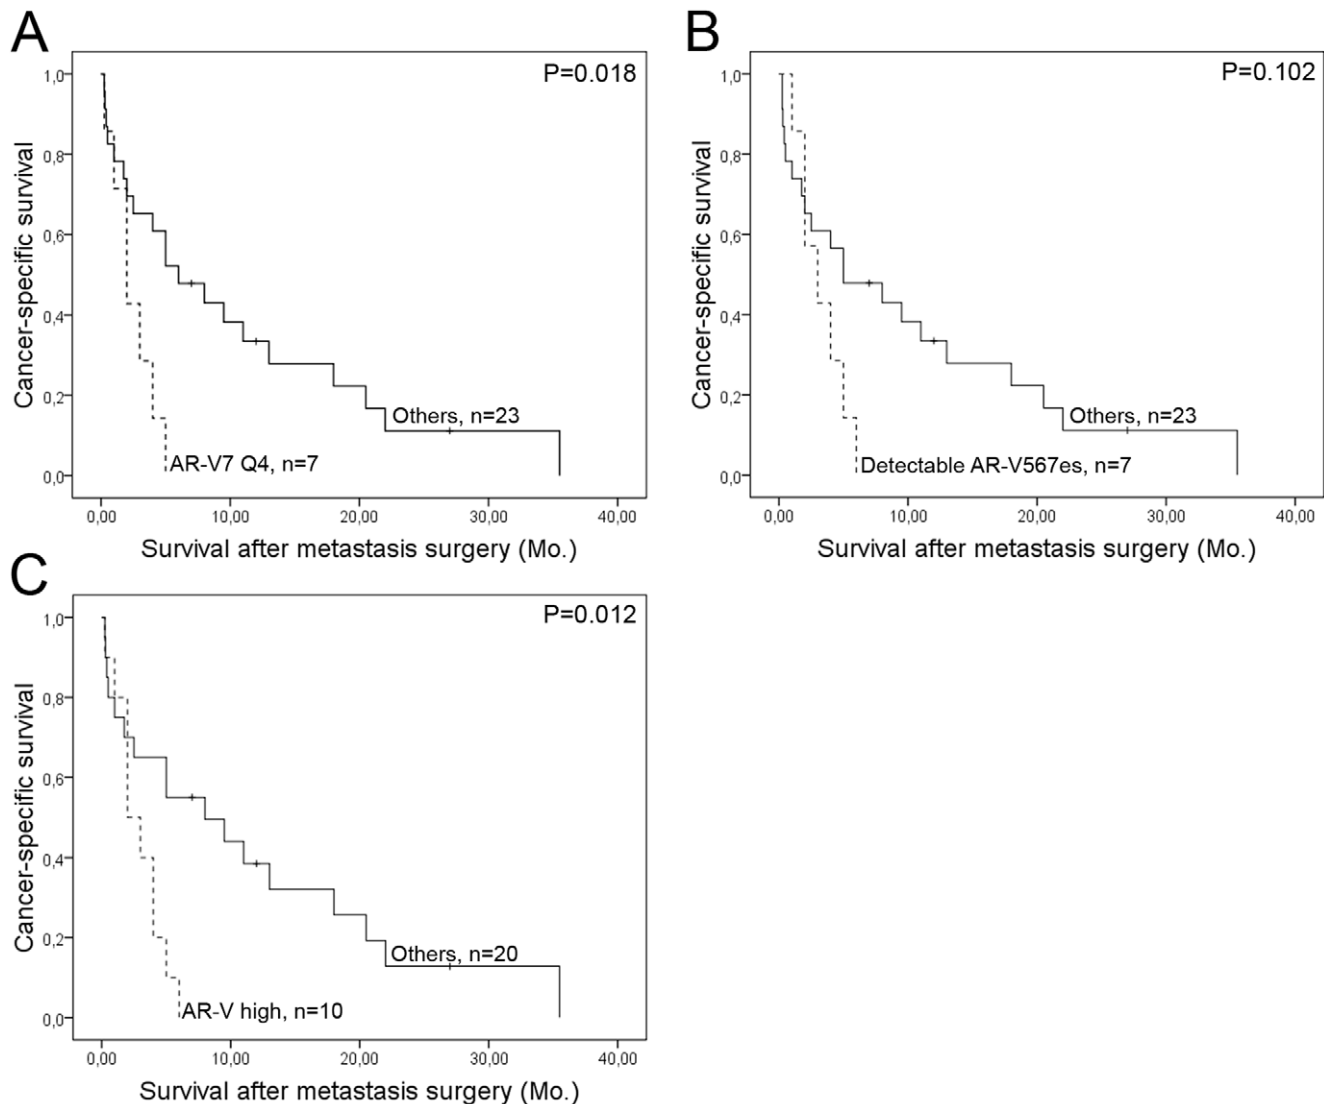 A
P=0.018
Cancer-specific survival
1,0
0,8
0,6
0,4
0,2
0,0
Others, n=23
AR-V7 Q4, n=7
0,00 10,00 20,00 30,00 40,00
Survival after metastasis surgery (Mo.)
B
P=0.102
Cancer-specific survival
1,0
0,8
0,6
0,4
0,2
0,0
Others, n=23
Detectable AR-V567es, n=7
0,00 10,00 20,00 30,00 40,00
Survival after metastasis surgery (Mo.)
C
P=0.012
Cancer-specific survival
1,0
0,8
0,6
0,4
0,2
0,0
Others, n=20
AR-V high, n=10
0,00 10,00 20,00 30,00 40,00
Survival after metastasis surgery (Mo.)